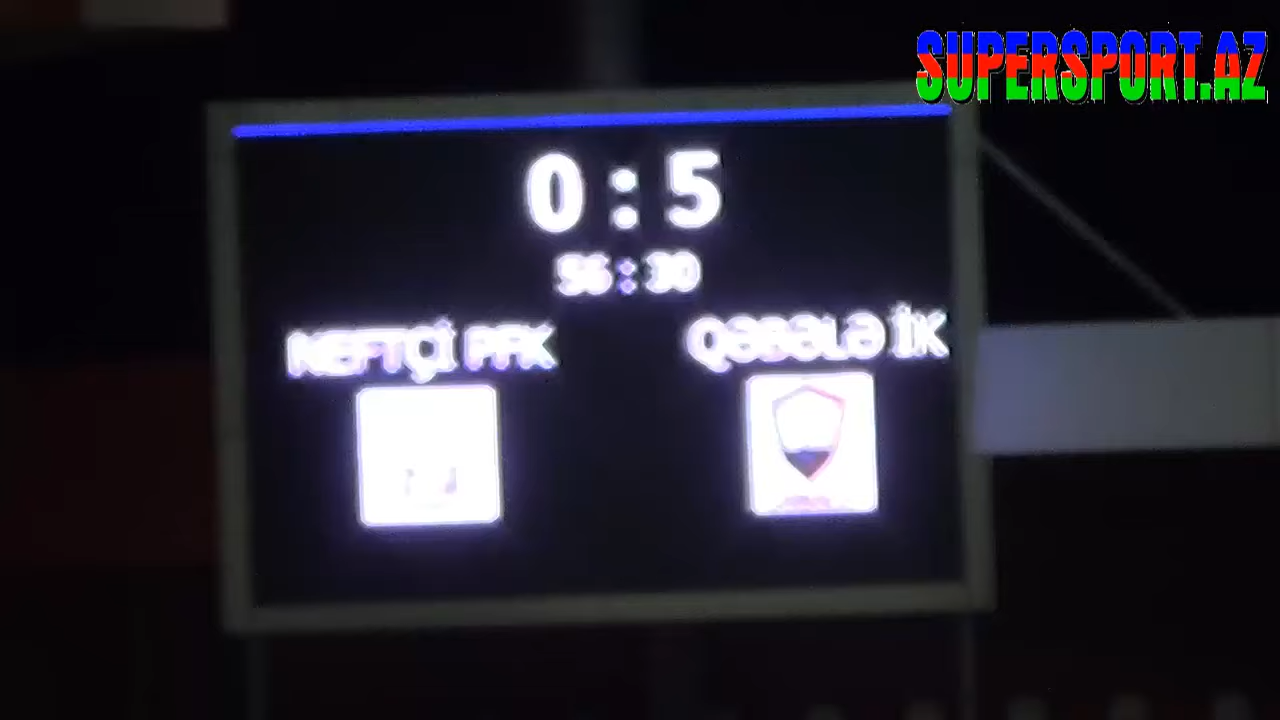 SUPERSPORT.AZ
0 : 5
56 : 30
NEFTÇİ PFK
QƏBƏLƏ İK